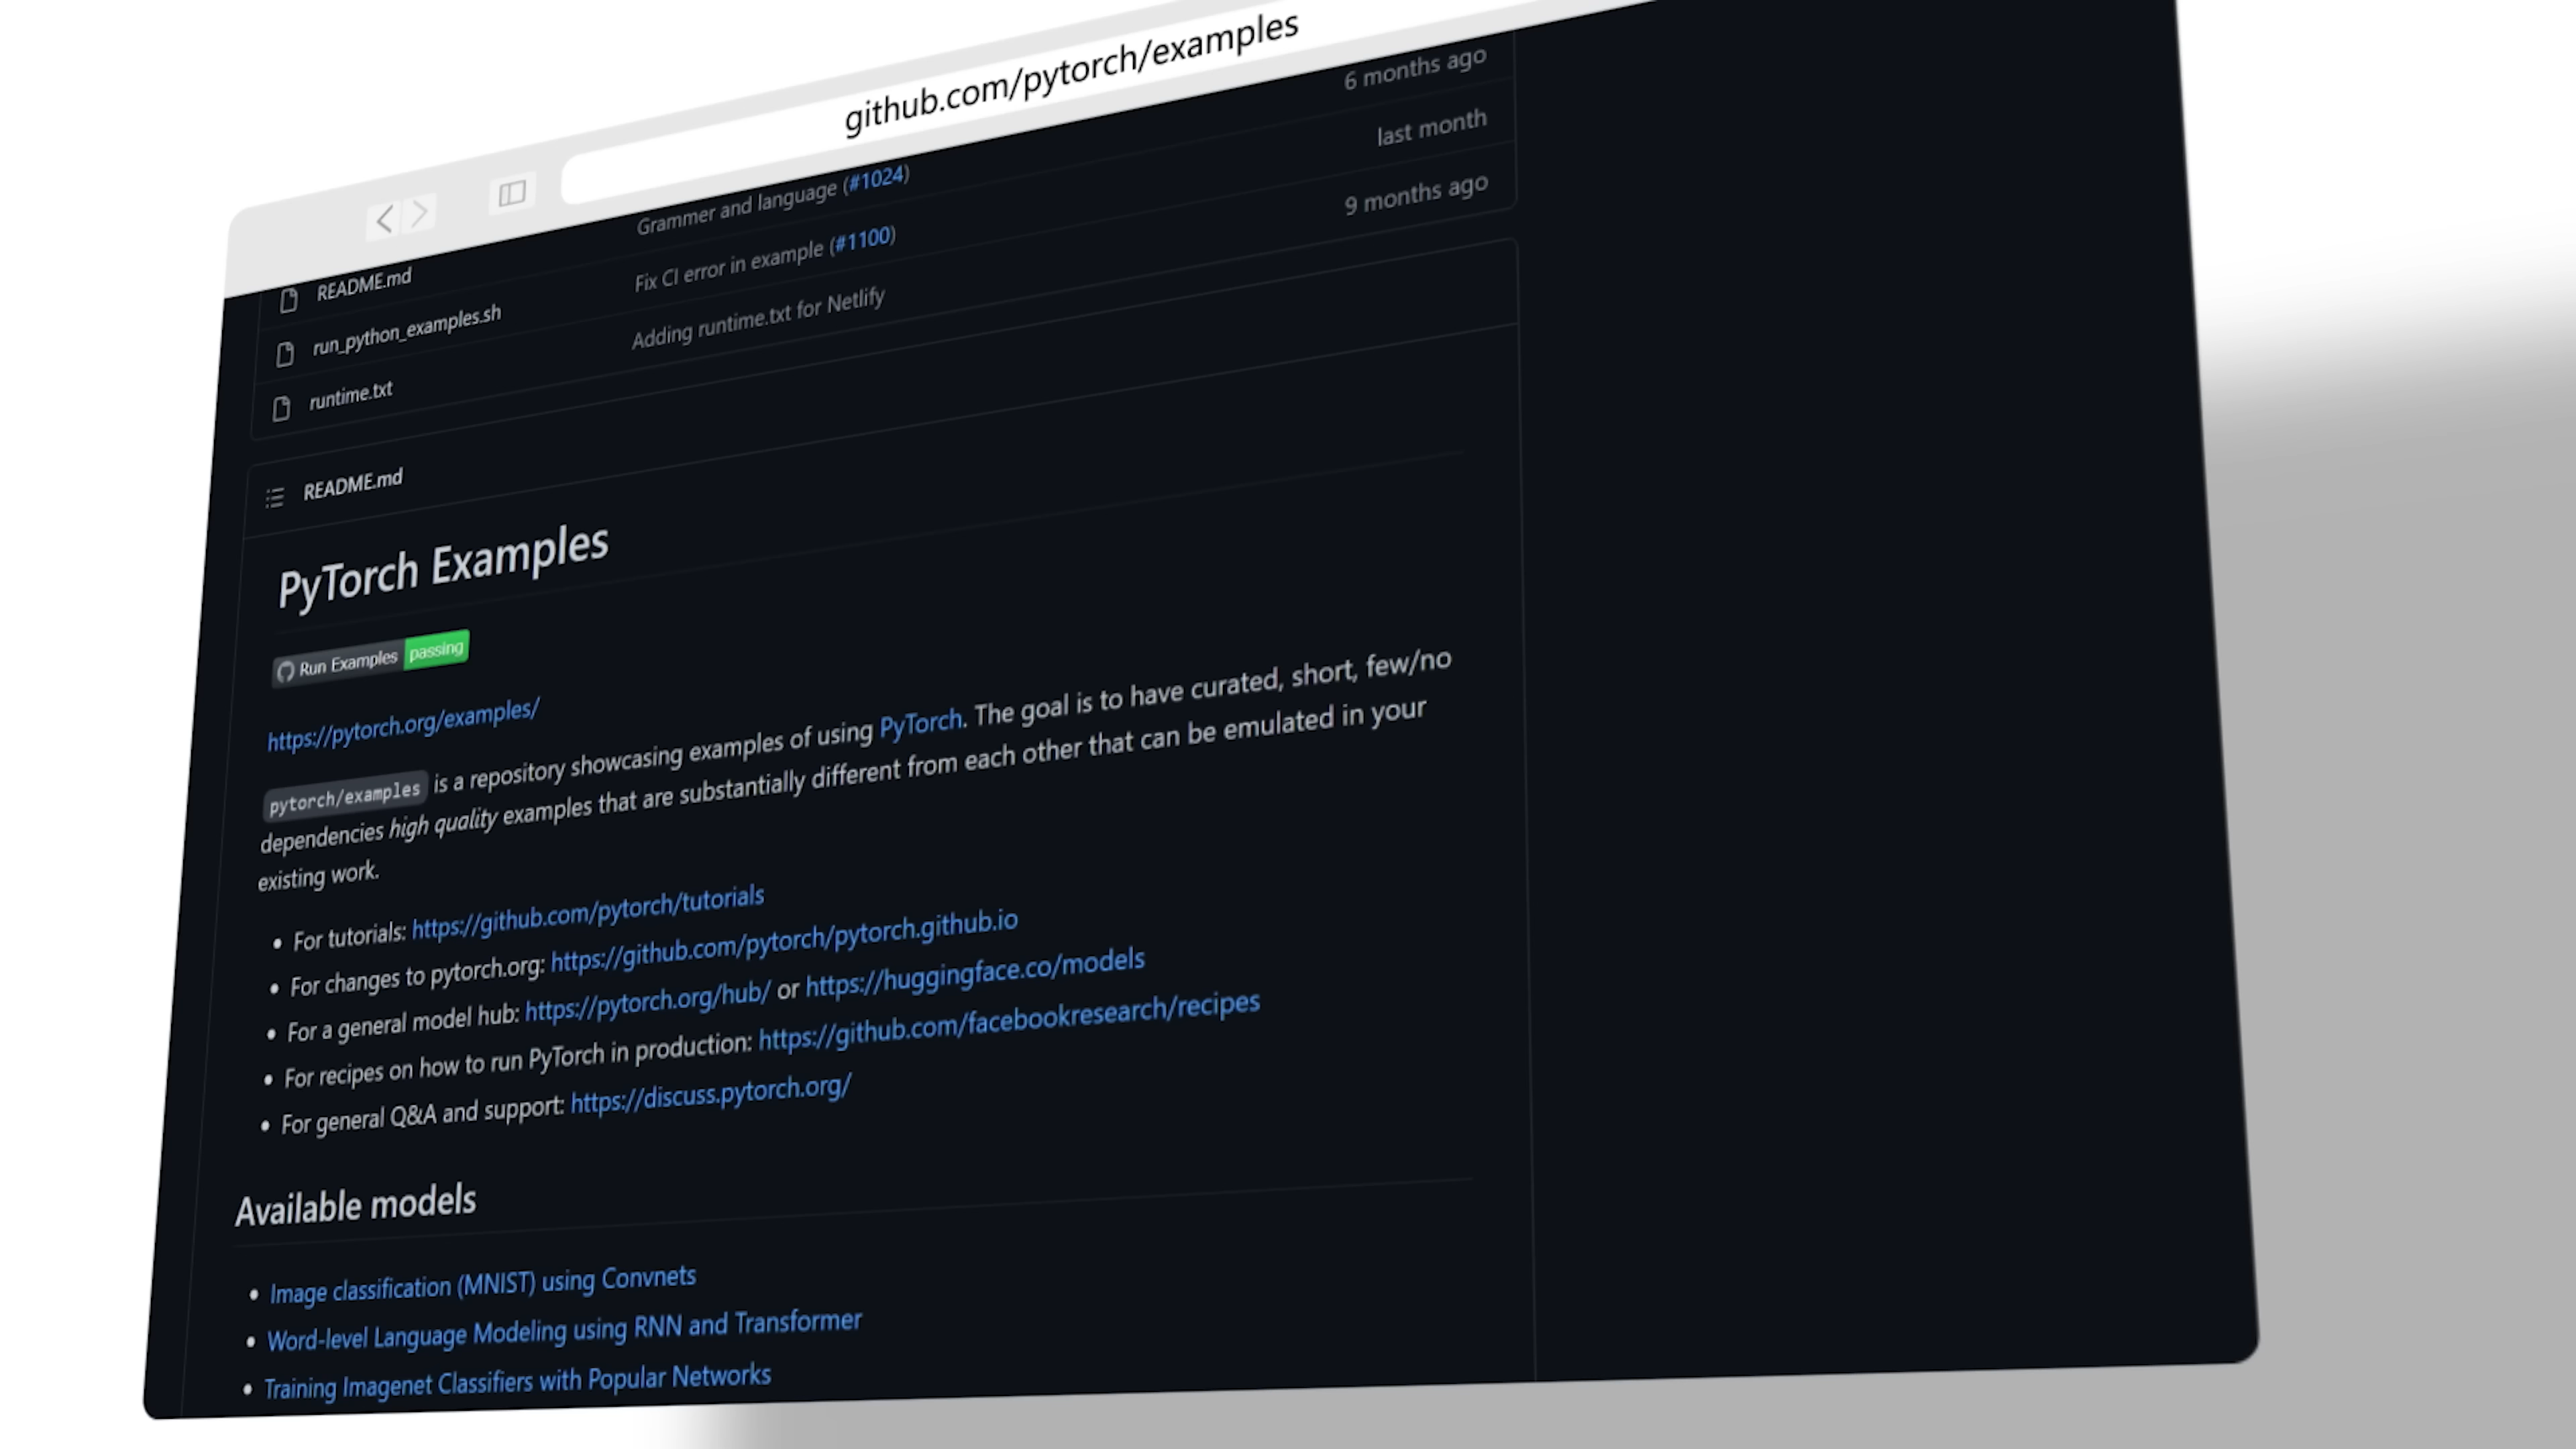 github.com/pytorch/examples
README.md Grammer and language (#1024) 6 months ago
run_python_examples.sh Fix CI error in example (#1100) last month
runtime.txt Adding runtime.txt for Netlify 9 months ago
README.md
PyTorch Examples
Run Examples passing
https://pytorch.org/examples/
pytorch/examples is a repository showcasing examples of using PyTorch. The goal is to have curated, short, few/no
dependencies high quality examples that are substantially different from each other that can be emulated in your
existing work.
• For tutorials: https://github.com/pytorch/tutorials
• For changes to pytorch.org: https://github.com/pytorch/pytorch.github.io
• For a general model hub: https://pytorch.org/hub/ or https://huggingface.co/models
• For recipes on how to run PyTorch in production: https://github.com/facebookresearch/recipes
• For general Q&A and support: https://discuss.pytorch.org/
Available models
• Image classification (MNIST) using Convnets
• Word-level Language Modeling using RNN and Transformer
• Training Imagenet Classifiers with Popular Networks